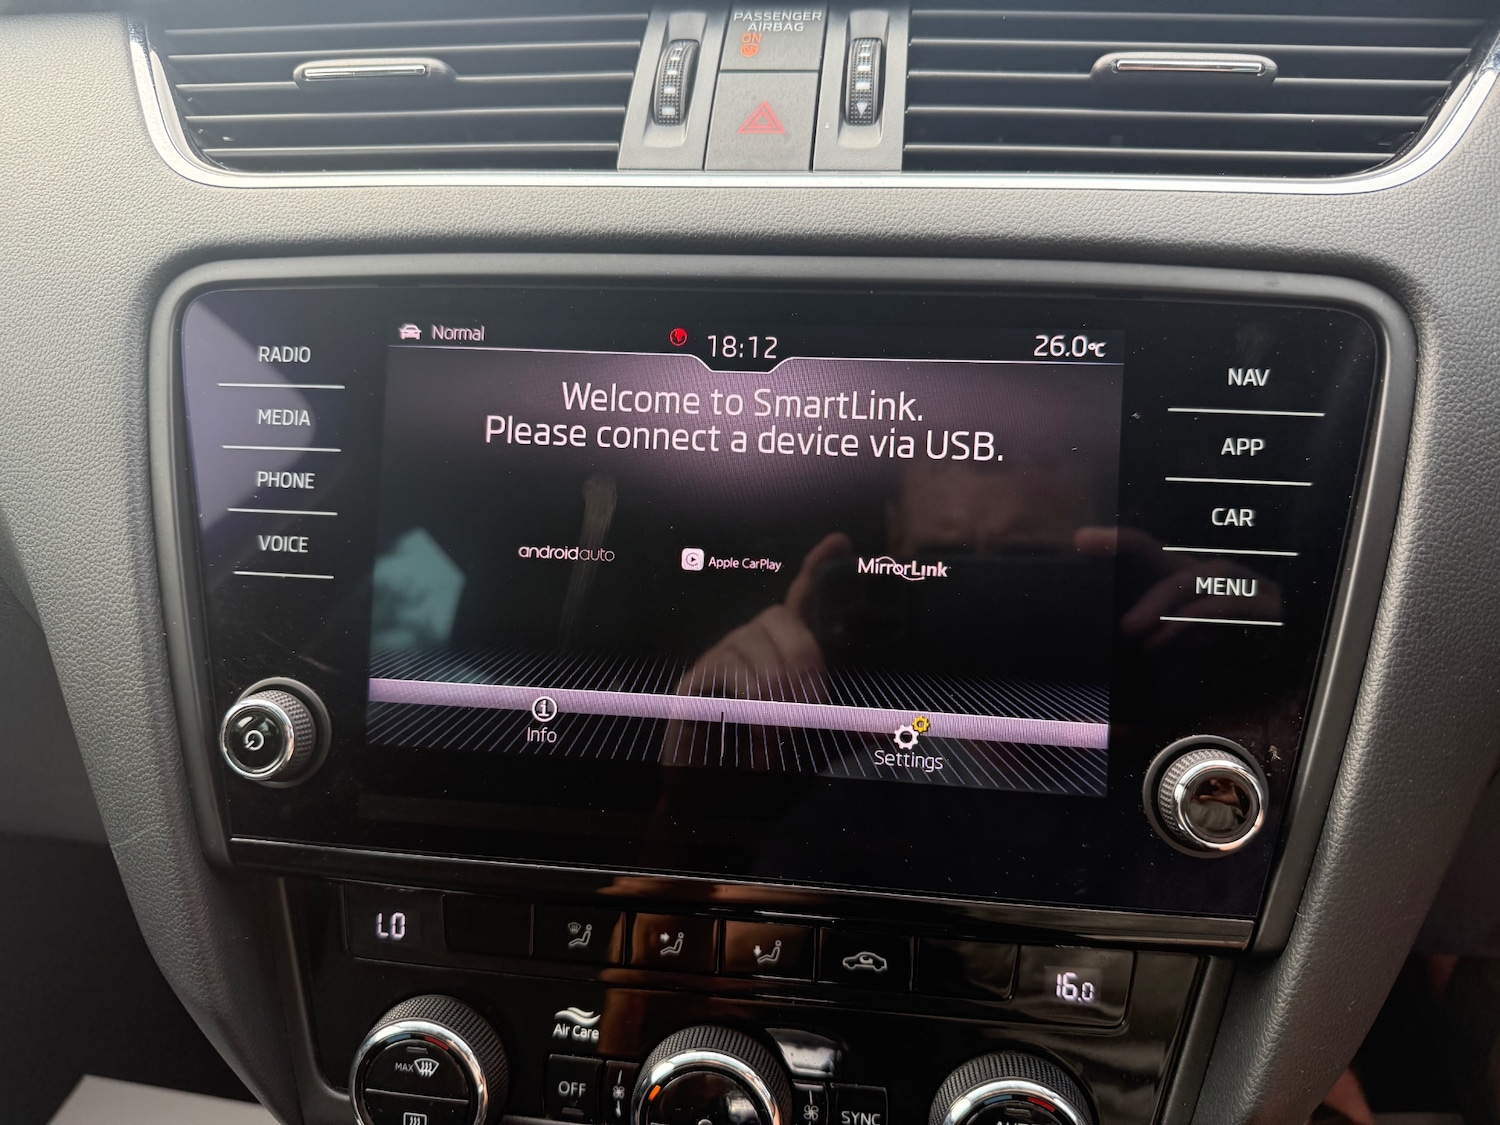 PASSENGER
AIRBAG
ON
Normal
18:12
26.0°C
RADIO
MEDIA
PHONE
VOICE
NAV
APP
CAR
MENU
Welcome to SmartLink.
Please connect a device via USB.
androidauto
Apple CarPlay
MirrorLink
Info
Settings
LO
16.0
Air Care
MAX
OFF
SYNC